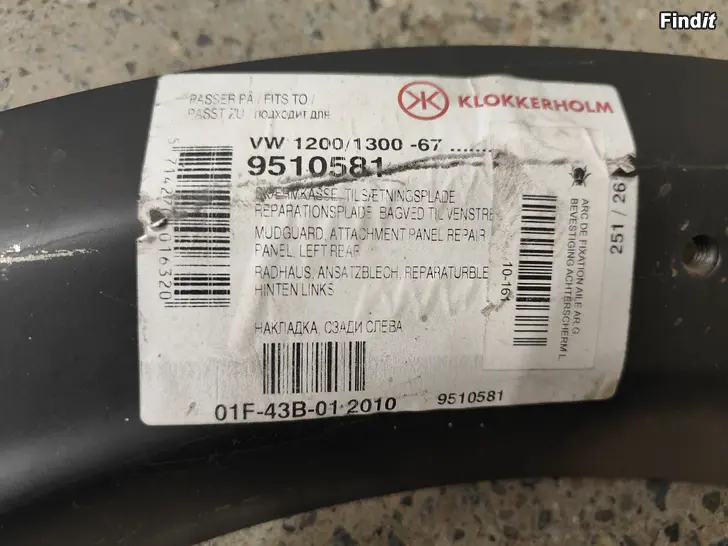 Findit
PASSER PÅ / FITS TO /
PASST ZU / ПОДХОДИТ ДЛЯ
KLOKKERHOLM
VW 1200/1300 -67 ........
9510581
TILSÆTNINGSPLADE
REPARATIONSPLADE, BAGVED TIL VENSTRE
MUDGUARD, ATTACHMENT PANEL REPAIR
PANEL, LEFT REAR
RADHAUS, ANSATZBLECH, REPARATURBLE
HINTEN LINKS
НАКЛАДКА, СЗАДИ СЛЕВА
01F-43B-01 2010
9510581
10-161
ARC DE FIXATION AILE AR G
BEVESTIGING ACHTERSCHERM L
251 / 26